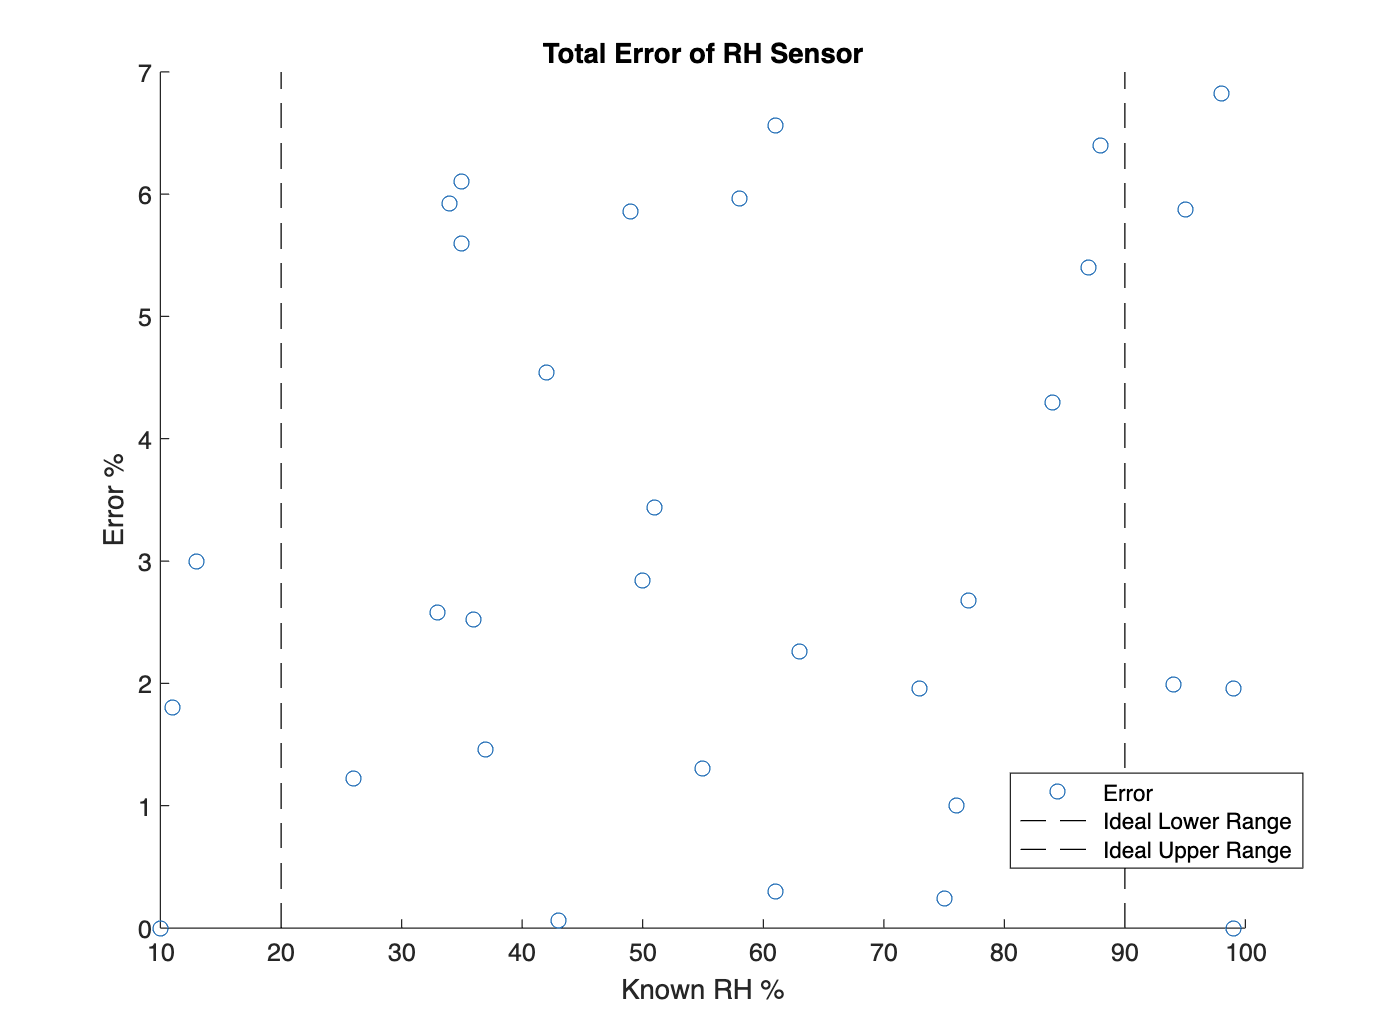 Total Error of RH Sensor
7
6
5
4
3
2
1
0
Error %
10 20 30 40 50 60 70 80 90 100
Known RH %
Error
Ideal Lower Range
Ideal Upper Range